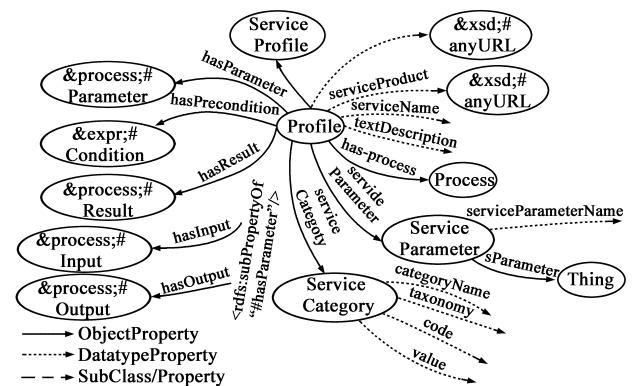 Service
Profile
&xsd;#
anyURL
&process;#
Parameter
hasParameter
serviceProduct
&xsd;#
anyURL
hasPrecondition
serviceName
&expr;#
Condition
Profile
textDescription
hasResult
has-process
&process;#
Result
Process
servide
Parameter
service
Categoty
<rdfs:subPropertyOf
"#hasParameter"/>
serviceParameterName
hasInput
&process;#
Input
Service
Parameter
sParameter
Thing
hasOutput
&process;#
Output
Service
Category
categoryName
taxonomy
code
value
ObjectProperty
DatatypeProperty
SubClass/Property